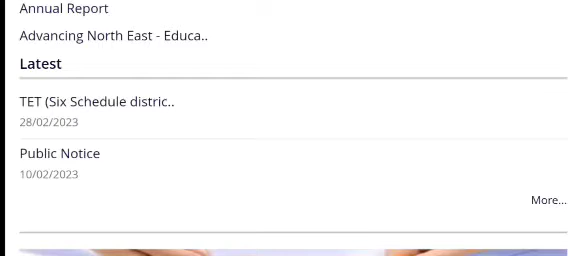 Annual Report
Advancing North East - Educa..
Latest
TET (Six Schedule distric..
28/02/2023
Public Notice
10/02/2023
More...